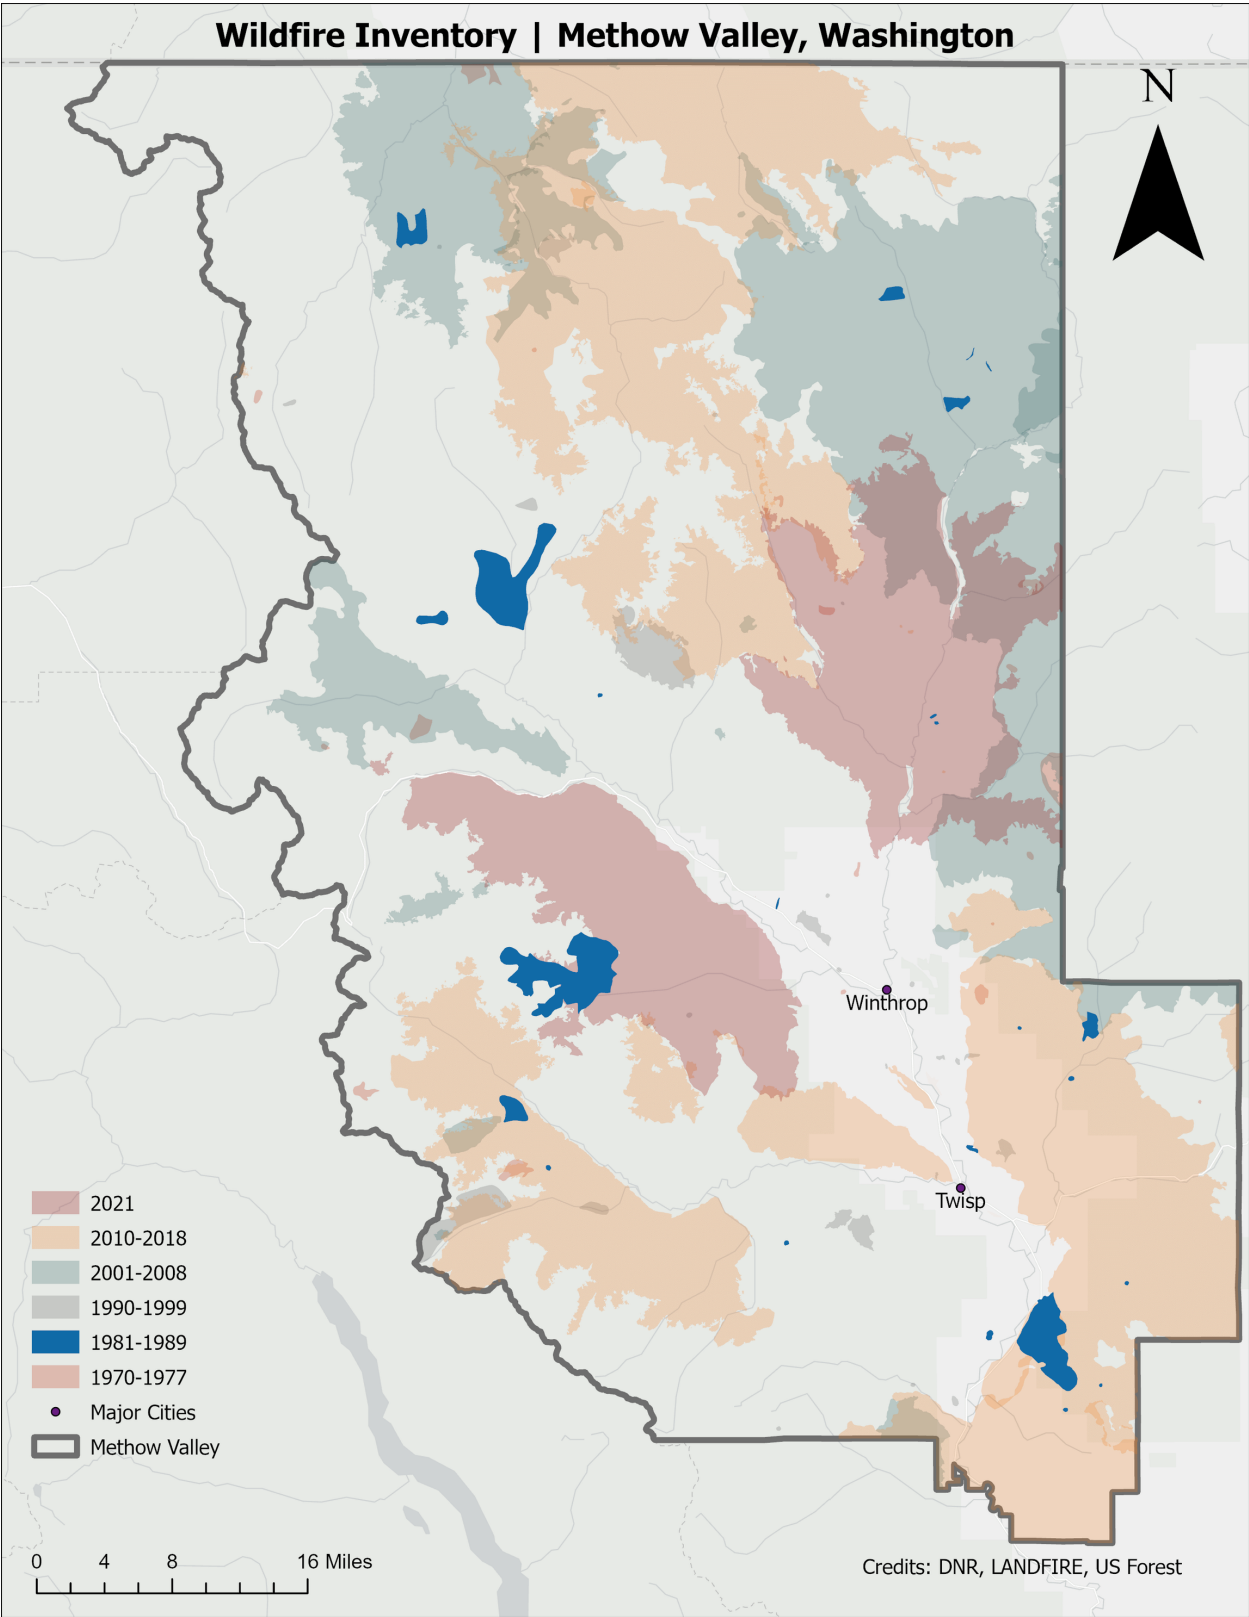 Wildfire Inventory | Methow Valley, Washington
N
Winthrop
Twisp
2021
2010-2018
2001-2008
1990-1999
1981-1989
1970-1977
Major Cities
Methow Valley
0 4 8 16 Miles
Credits: DNR, LANDFIRE, US Forest